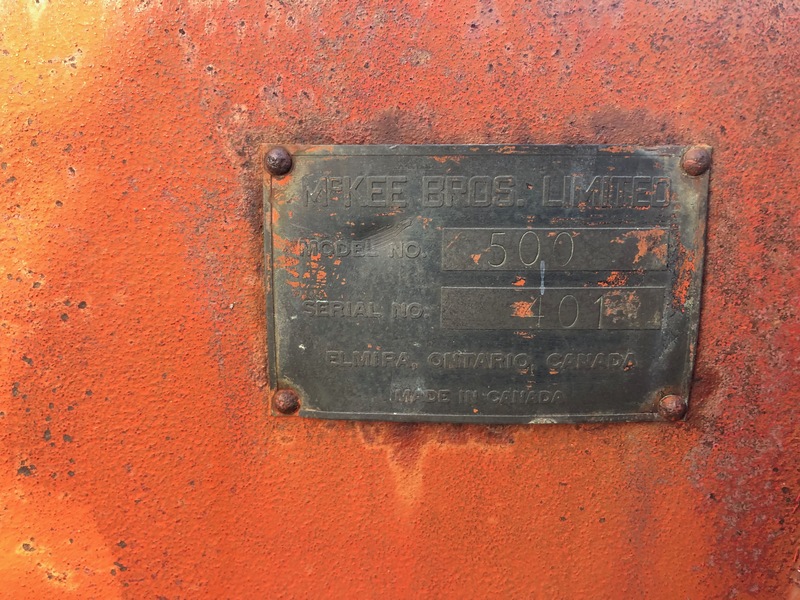 McKEE BROS. LIMITED
MODEL NO. 500
SERIAL NO. 401
ELMIRA, ONTARIO, CANADA
MADE IN CANADA